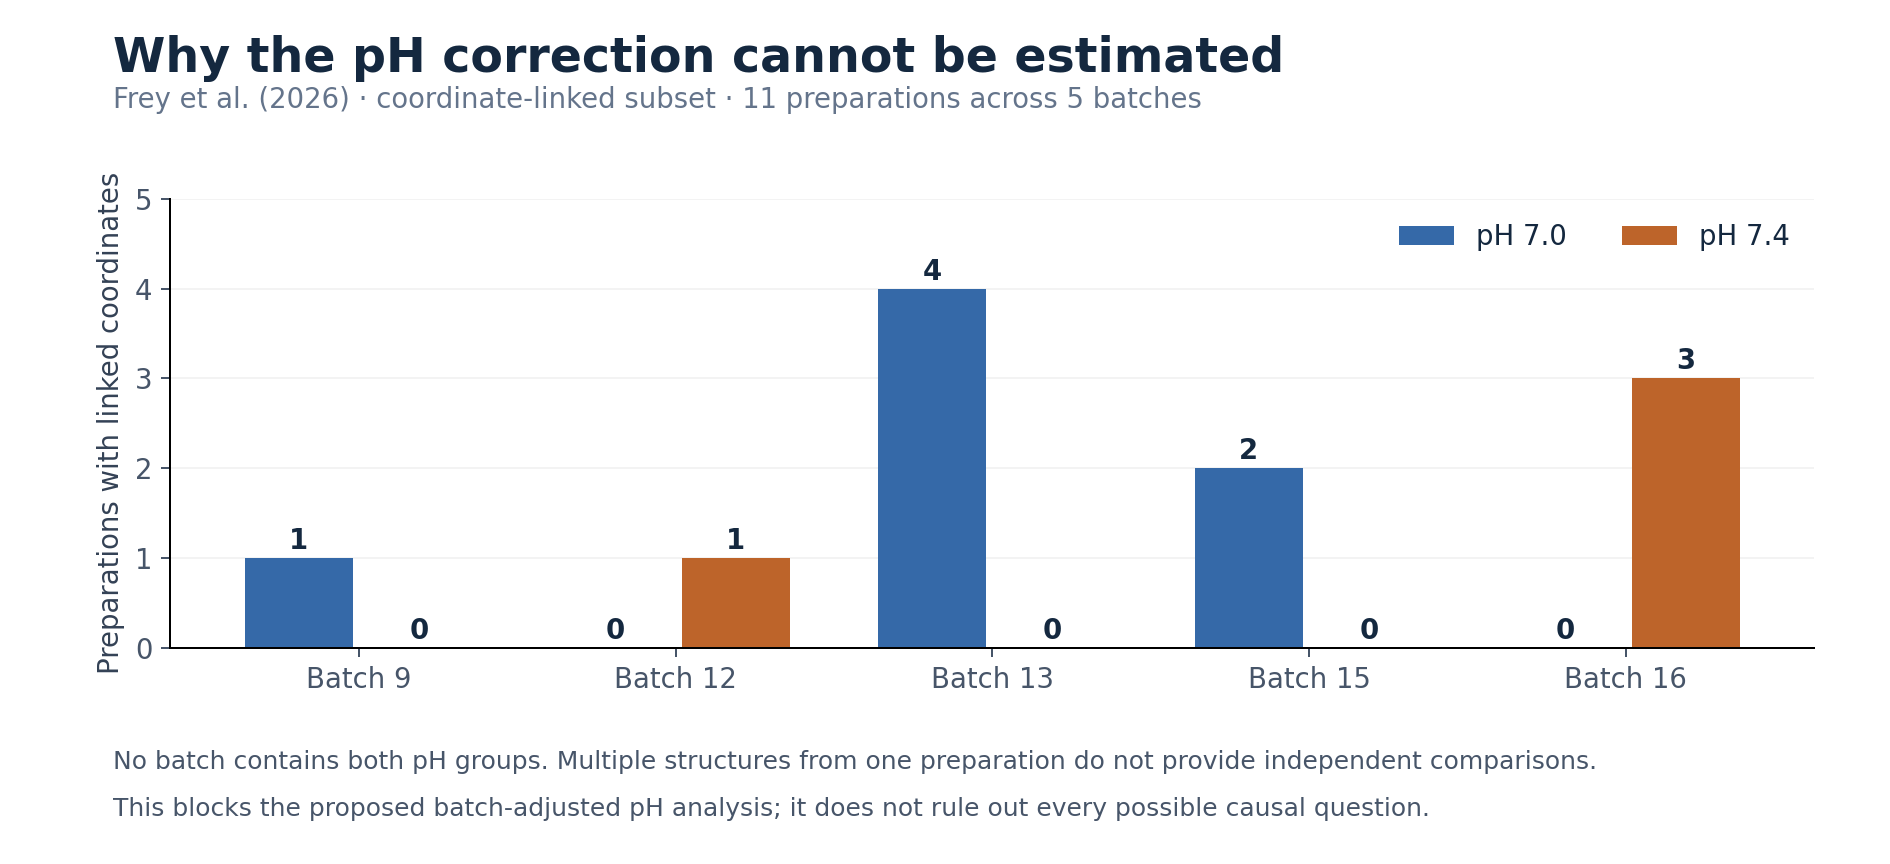 Why the pH correction cannot be estimated
Frey et al. (2026) · coordinate-linked subset · 11 preparations across 5 batches
Preparations with linked coordinates
5
4
3
2
1
0
pH 7.0
pH 7.4
1
0
0
1
4
0
2
0
0
3
Batch 9
Batch 12
Batch 13
Batch 15
Batch 16
No batch contains both pH groups. Multiple structures from one preparation do not provide independent comparisons.
This blocks the proposed batch-adjusted pH analysis; it does not rule out every possible causal question.